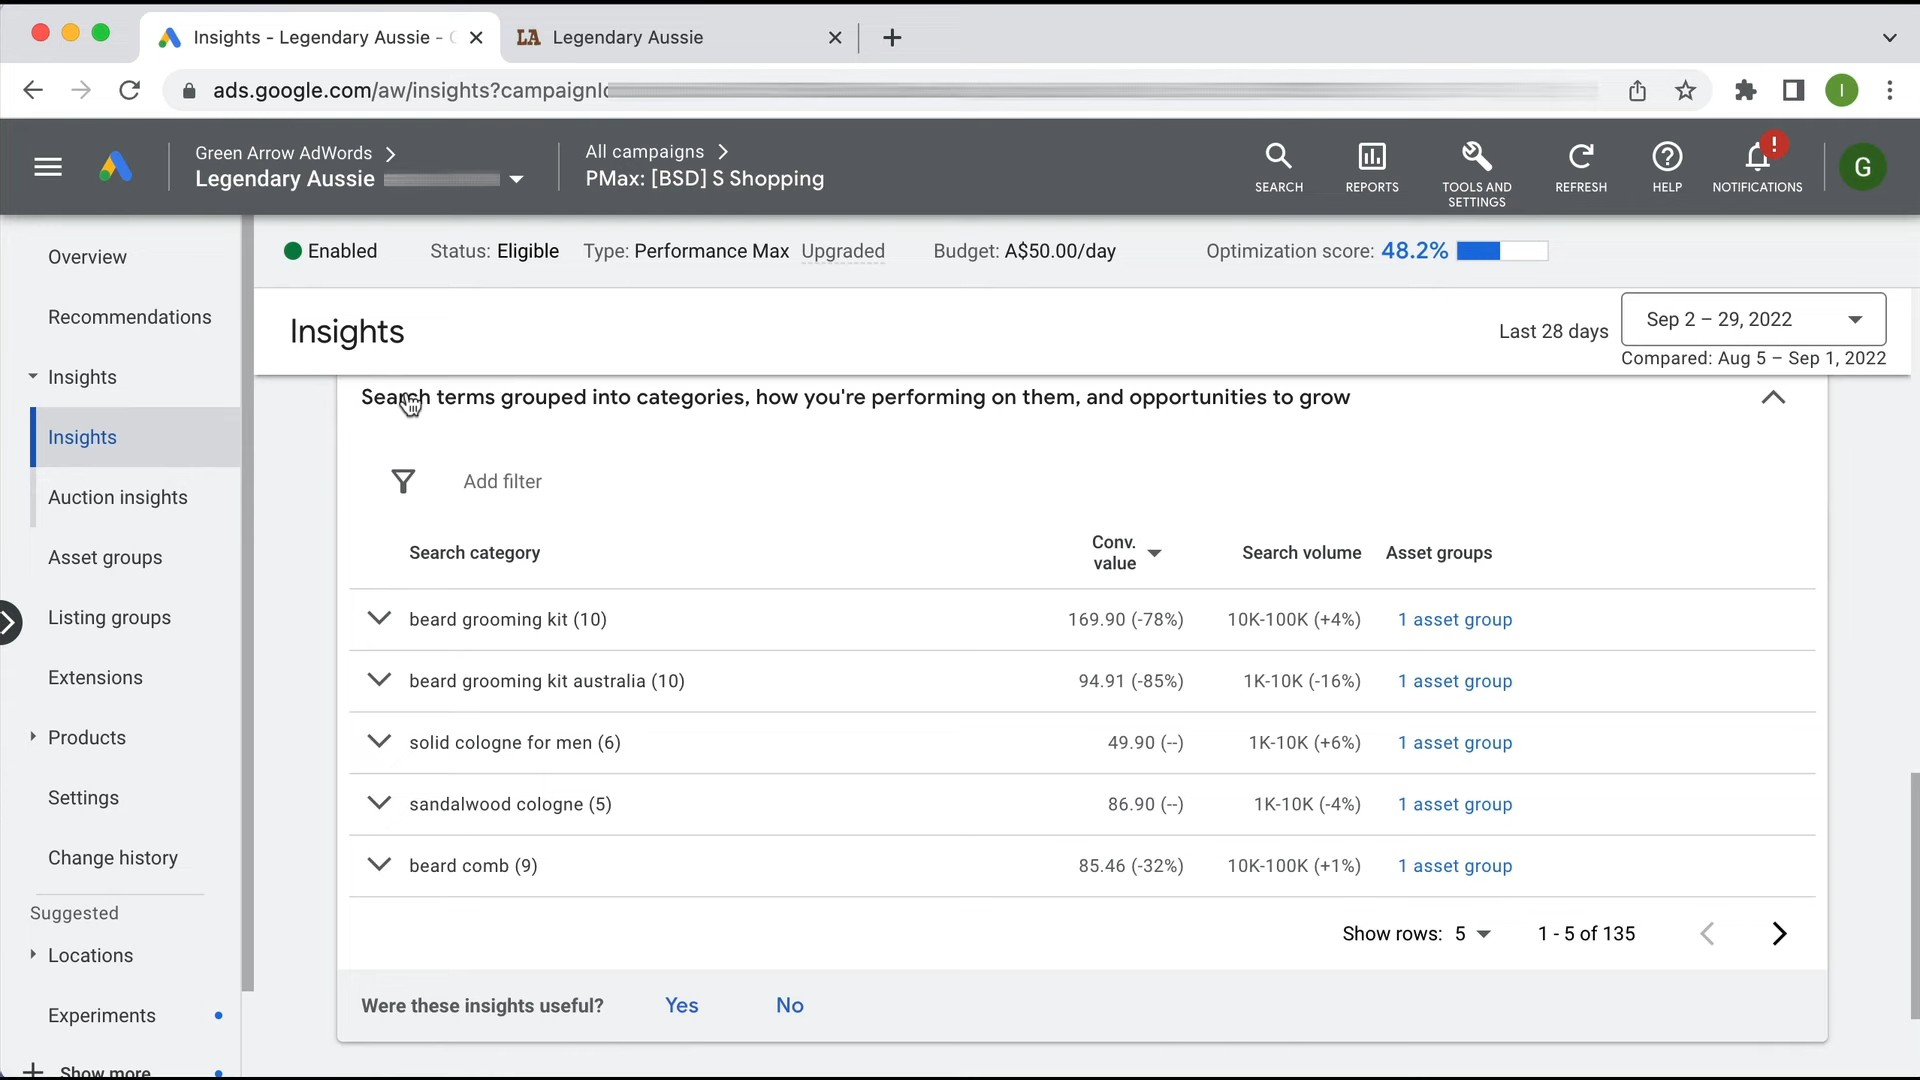 Insights - Legendary Aussie -
LA Legendary Aussie
ads.google.com/aw/insights?campaignId
I
Green Arrow AdWords
Legendary Aussie
All campaigns
PMax: [BSD] S Shopping
SEARCH
REPORTS
TOOLS AND
SETTINGS
REFRESH
HELP
!
NOTIFICATIONS
G
Overview
Recommendations
Insights
Insights
Auction insights
Asset groups
Listing groups
Extensions
Products
Settings
Change history
Suggested
Locations
Experiments
Show more
Enabled
Status: Eligible
Type: Performance Max Upgraded
Budget: A$50.00/day
Optimization score: 48.2%
Insights
Last 28 days
Sep 2 – 29, 2022
Compared: Aug 5 – Sep 1, 2022
Search terms grouped into categories, how you're performing on them, and opportunities to grow
Add filter
Search category Conv. value Search volume Asset groups
beard grooming kit (10) 169.90 (-78%) 10K-100K (+4%) 1 asset group
beard grooming kit australia (10) 94.91 (-85%) 1K-10K (-16%) 1 asset group
solid cologne for men (6) 49.90 (--) 1K-10K (+6%) 1 asset group
sandalwood cologne (5) 86.90 (--) 1K-10K (-4%) 1 asset group
beard comb (9) 85.46 (-32%) 10K-100K (+1%) 1 asset group
Show rows: 5 1 - 5 of 135
Were these insights useful? Yes No